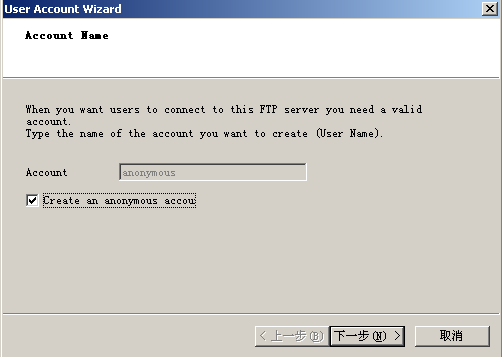 User Account Wizard
Account Name
When you want users to connect to this FTP server you need a valid
account.
Type the name of the account you want to create (User Name).
Account
anonymous
Create an anonymous accou
< 上一步(B)
下一步(N) >
取消